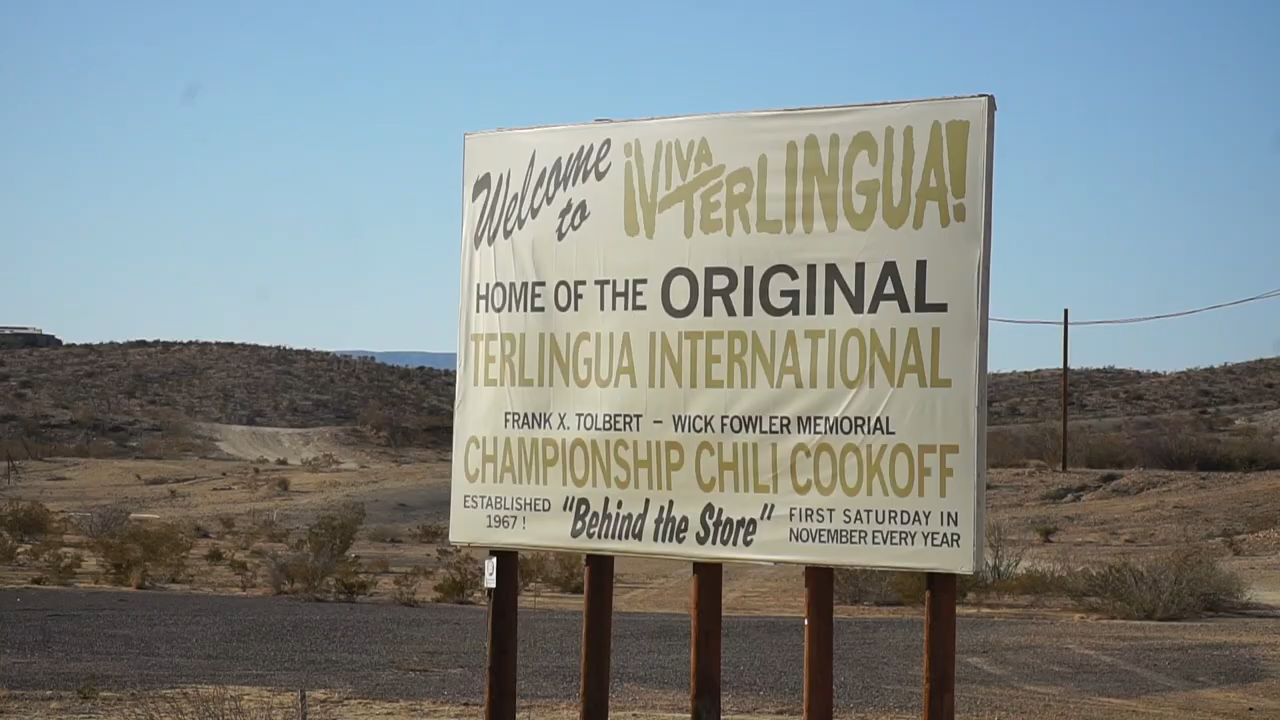 Welcome to ¡VIVA TERLINGUA!
HOME OF THE ORIGINAL
TERLINGUA INTERNATIONAL
FRANK X. TOLBERT – WICK FOWLER MEMORIAL
CHAMPIONSHIP CHILI COOKOFF
ESTABLISHED
1967!
"Behind the Store"
FIRST SATURDAY IN
NOVEMBER EVERY YEAR